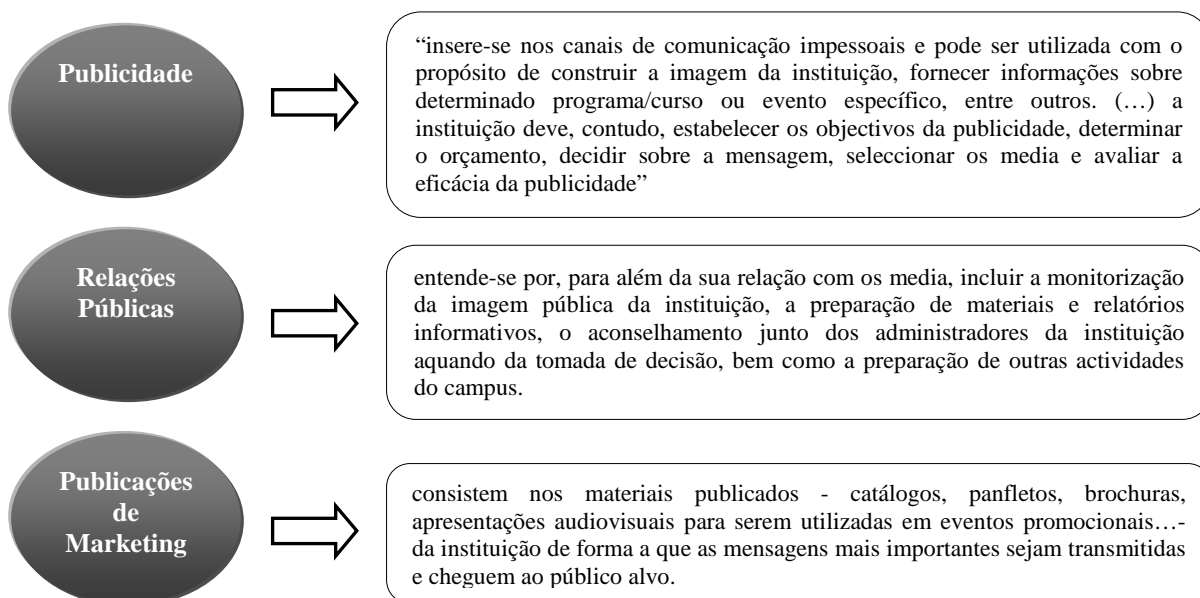 Publicidade
“insere-se nos canais de comunicação impessoais e pode ser utilizada com o
propósito de construir a imagem da instituição, fornecer informações sobre
determinado programa/curso ou evento específico, entre outros. (…) a
instituição deve, contudo, estabelecer os objectivos da publicidade, determinar
o orçamento, decidir sobre a mensagem, seleccionar os media e avaliar a
eficácia da publicidade”
Relações
Públicas
entende-se por, para além da sua relação com os media, incluir a monitorização
da imagem pública da instituição, a preparação de materiais e relatórios
informativos, o aconselhamento junto dos administradores da instituição
aquando da tomada de decisão, bem como a preparação de outras actividades
do campus.
Publicações
de
Marketing
consistem nos materiais publicados - catálogos, panfletos, brochuras,
apresentações audiovisuais para serem utilizadas em eventos promocionais…-
da instituição de forma a que as mensagens mais importantes sejam transmitidas
e cheguem ao público alvo.